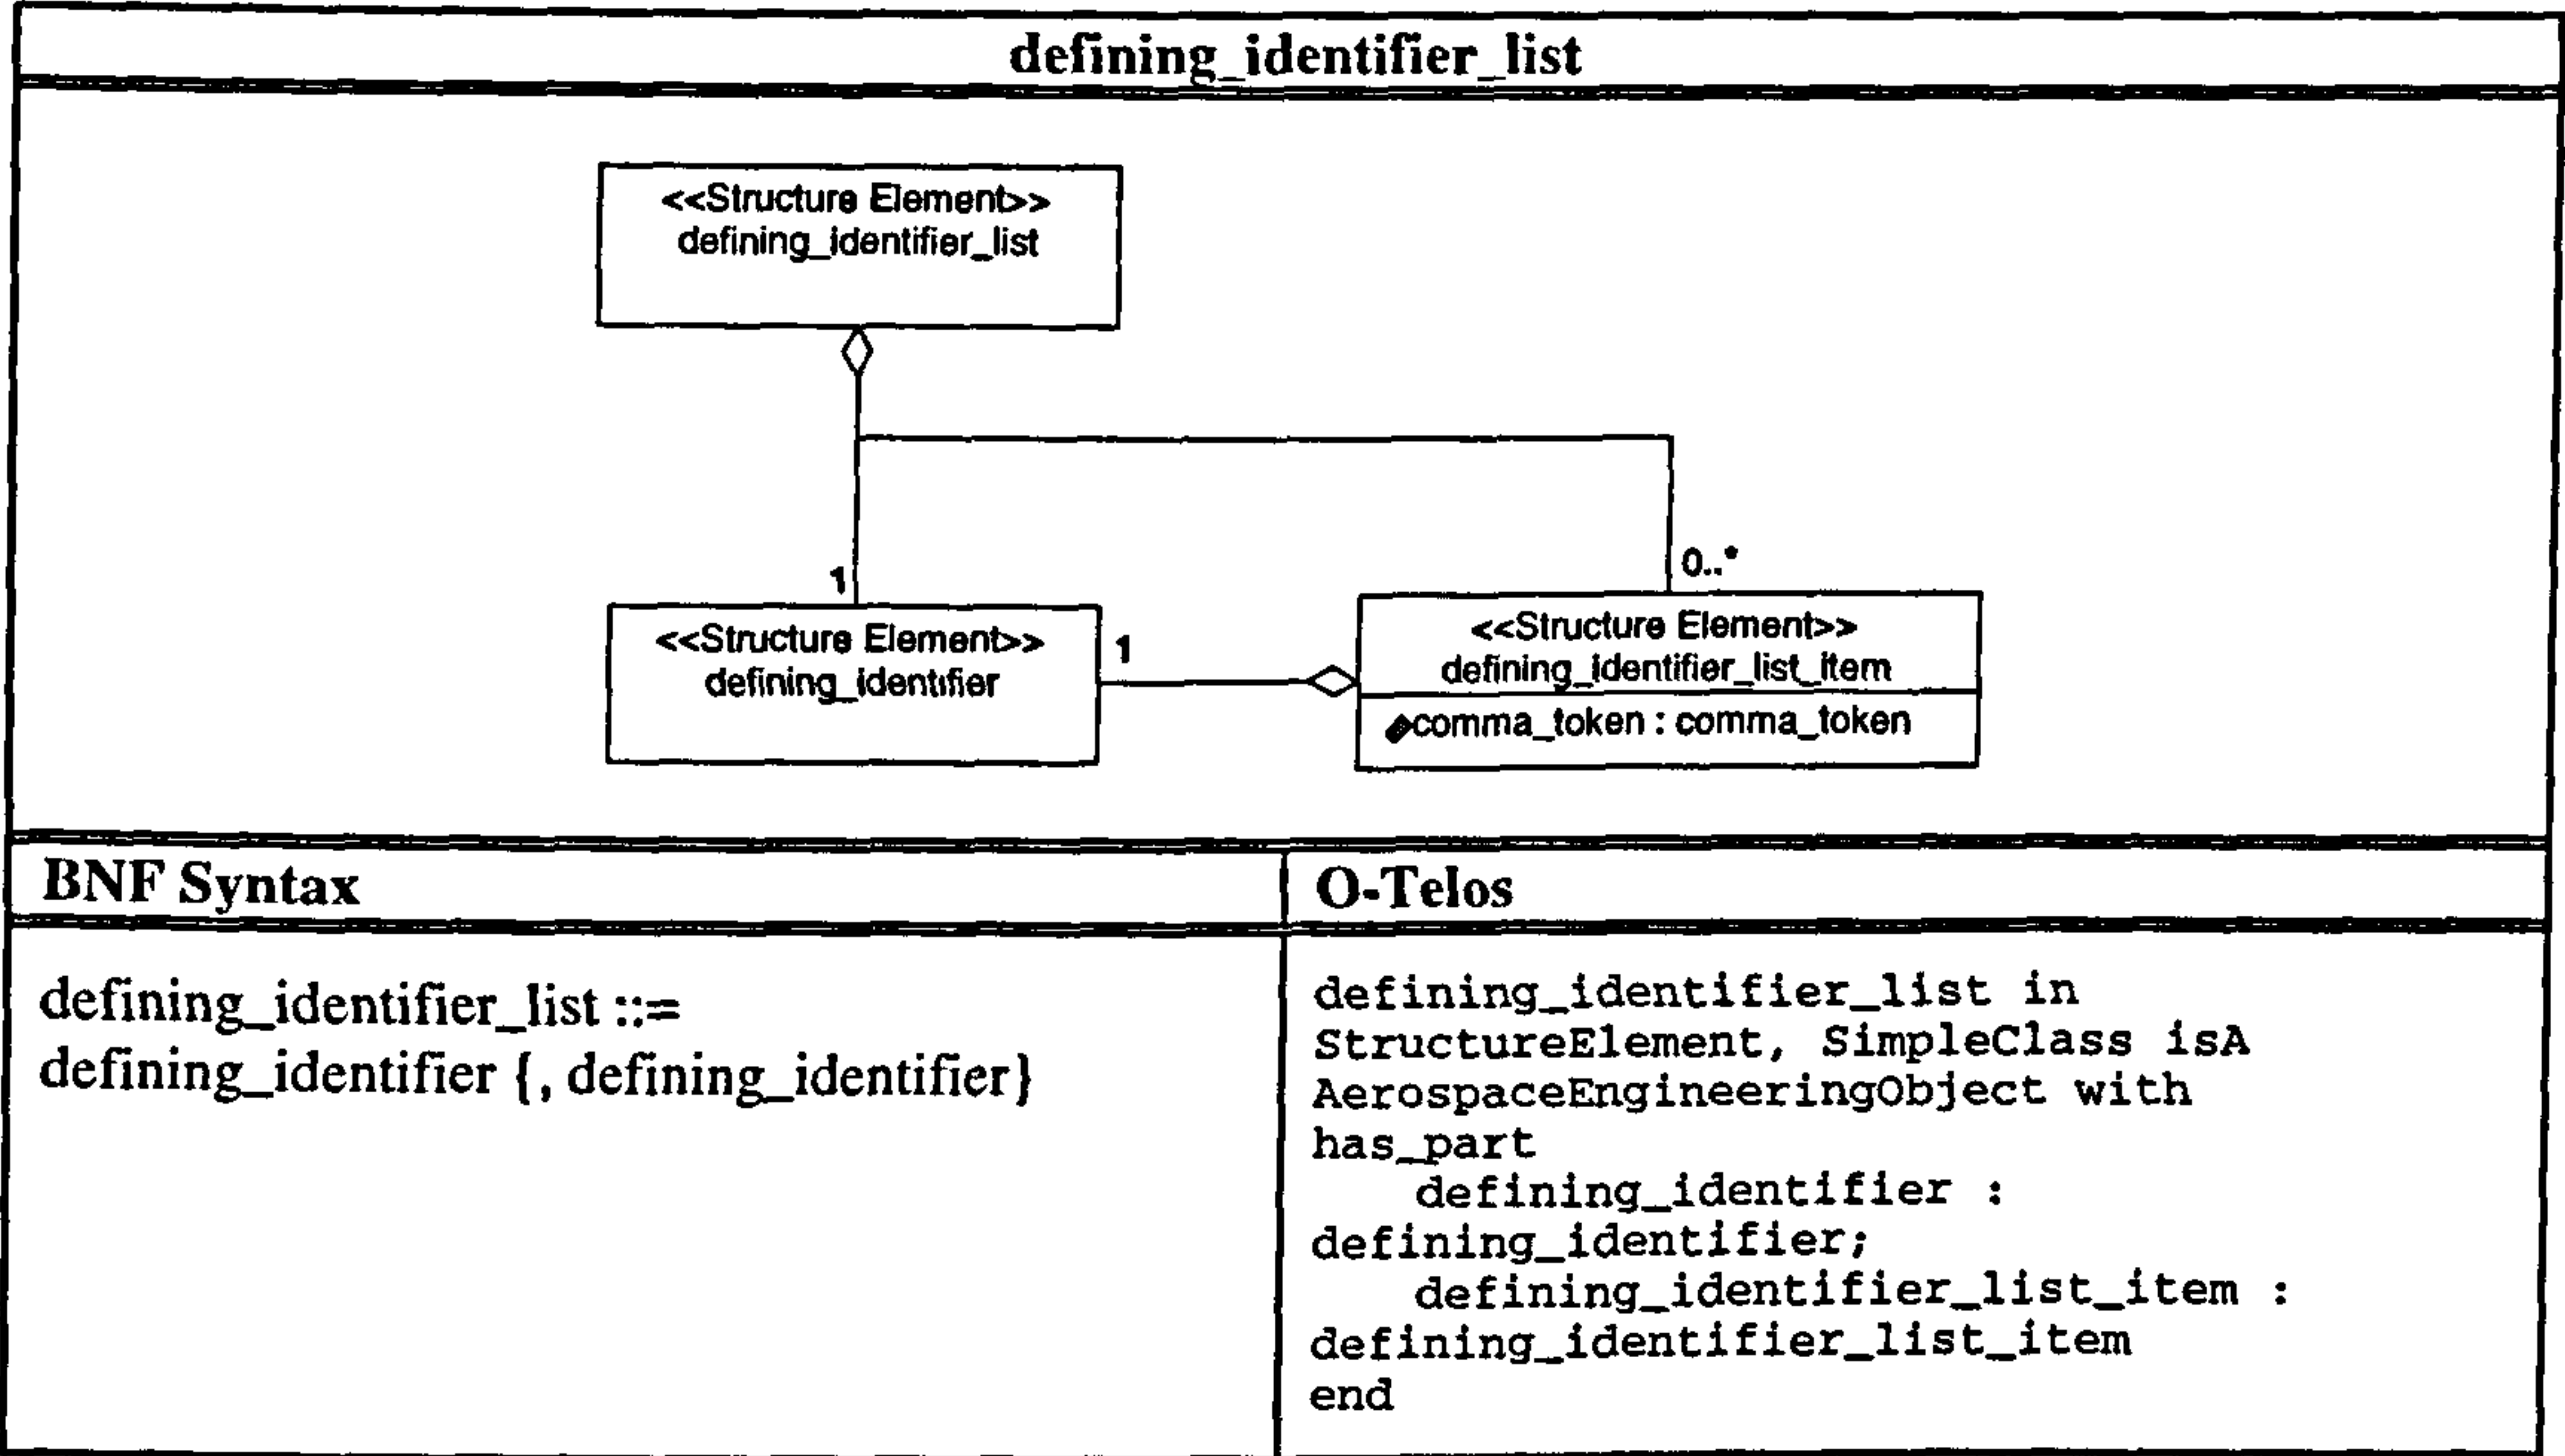 defining_identifier_list
<<Structure Element>>
defining_identifier_list
1
0..*
<<Structure Element>>
defining_identifier
1
<<Structure Element>>
defining_identifier_list_item
comma_token : comma_token
BNF Syntax
O-Telos
defining_identifier_list ::=
defining_identifier {, defining_identifier}
defining_identifier_list in
StructureElement, SimpleClass isA
AerospaceEngineeringObject with
has_part
defining_identifier :
defining_identifier;
defining_identifier_list_item :
defining_identifier_list_item
end